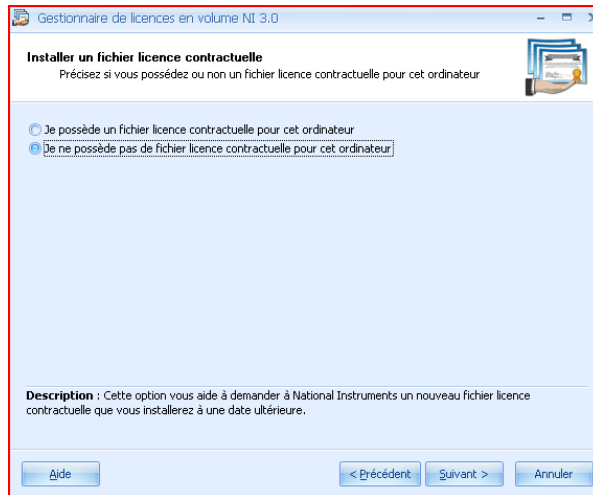 Gestionnaire de licences en volume NI 3.0
Installer un fichier licence contractuelle
Précisez si vous possédez ou non un fichier licence contractuelle pour cet ordinateur
Je possède un fichier licence contractuelle pour cet ordinateur
Je ne possède pas de fichier licence contractuelle pour cet ordinateur
Description : Cette option vous aide à demander à National Instruments un nouveau fichier licence
contractuelle que vous installerez à une date ultérieure.
Aide
< Précédent
Suivant >
Annuler